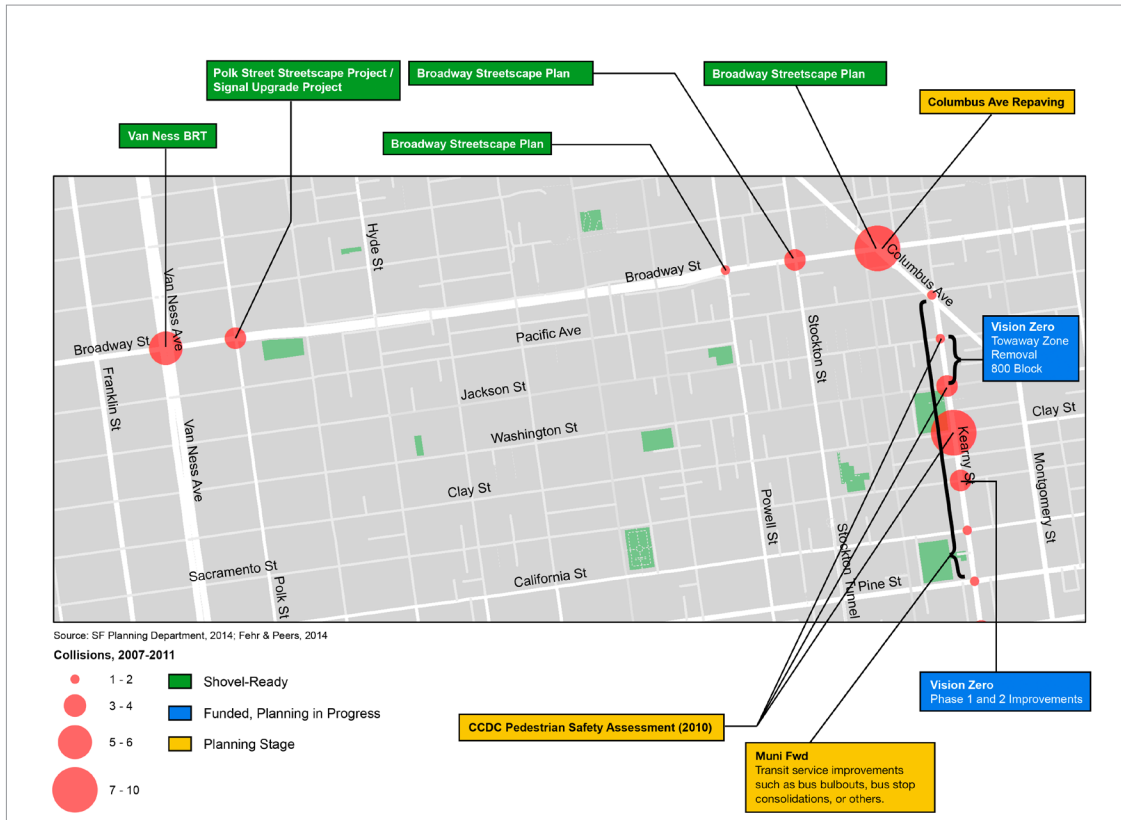 Polk Street Streetscape Project /
Signal Upgrade Project
Broadway Streetscape Plan
Broadway Streetscape Plan
Columbus Ave Repaving
Van Ness BRT
Broadway Streetscape Plan
Hyde St
Van Ness Ave
Broadway St
Columbus Ave
Broadway St
Pacific Ave
Stockton St
Vision Zero
Towaway Zone
Removal
800 Block
Franklin St
Jackson St
Washington St
Clay St
Kearny St
Van Ness Ave
Clay St
Montgomery St
Powell St
Stockton Tunnel
Sacramento St
Polk St
California St
Pine St
Source: SF Planning Department, 2014; Fehr & Peers, 2014
Collisions, 2007-2011
1 - 2
Shovel-Ready
3 - 4
Funded, Planning in Progress
5 - 6
Planning Stage
7 - 10
Vision Zero
Phase 1 and 2 Improvements
CCDC Pedestrian Safety Assessment (2010)
Muni Fwd
Transit service improvements
such as bus bulbouts, bus stop
consolidations, or others.